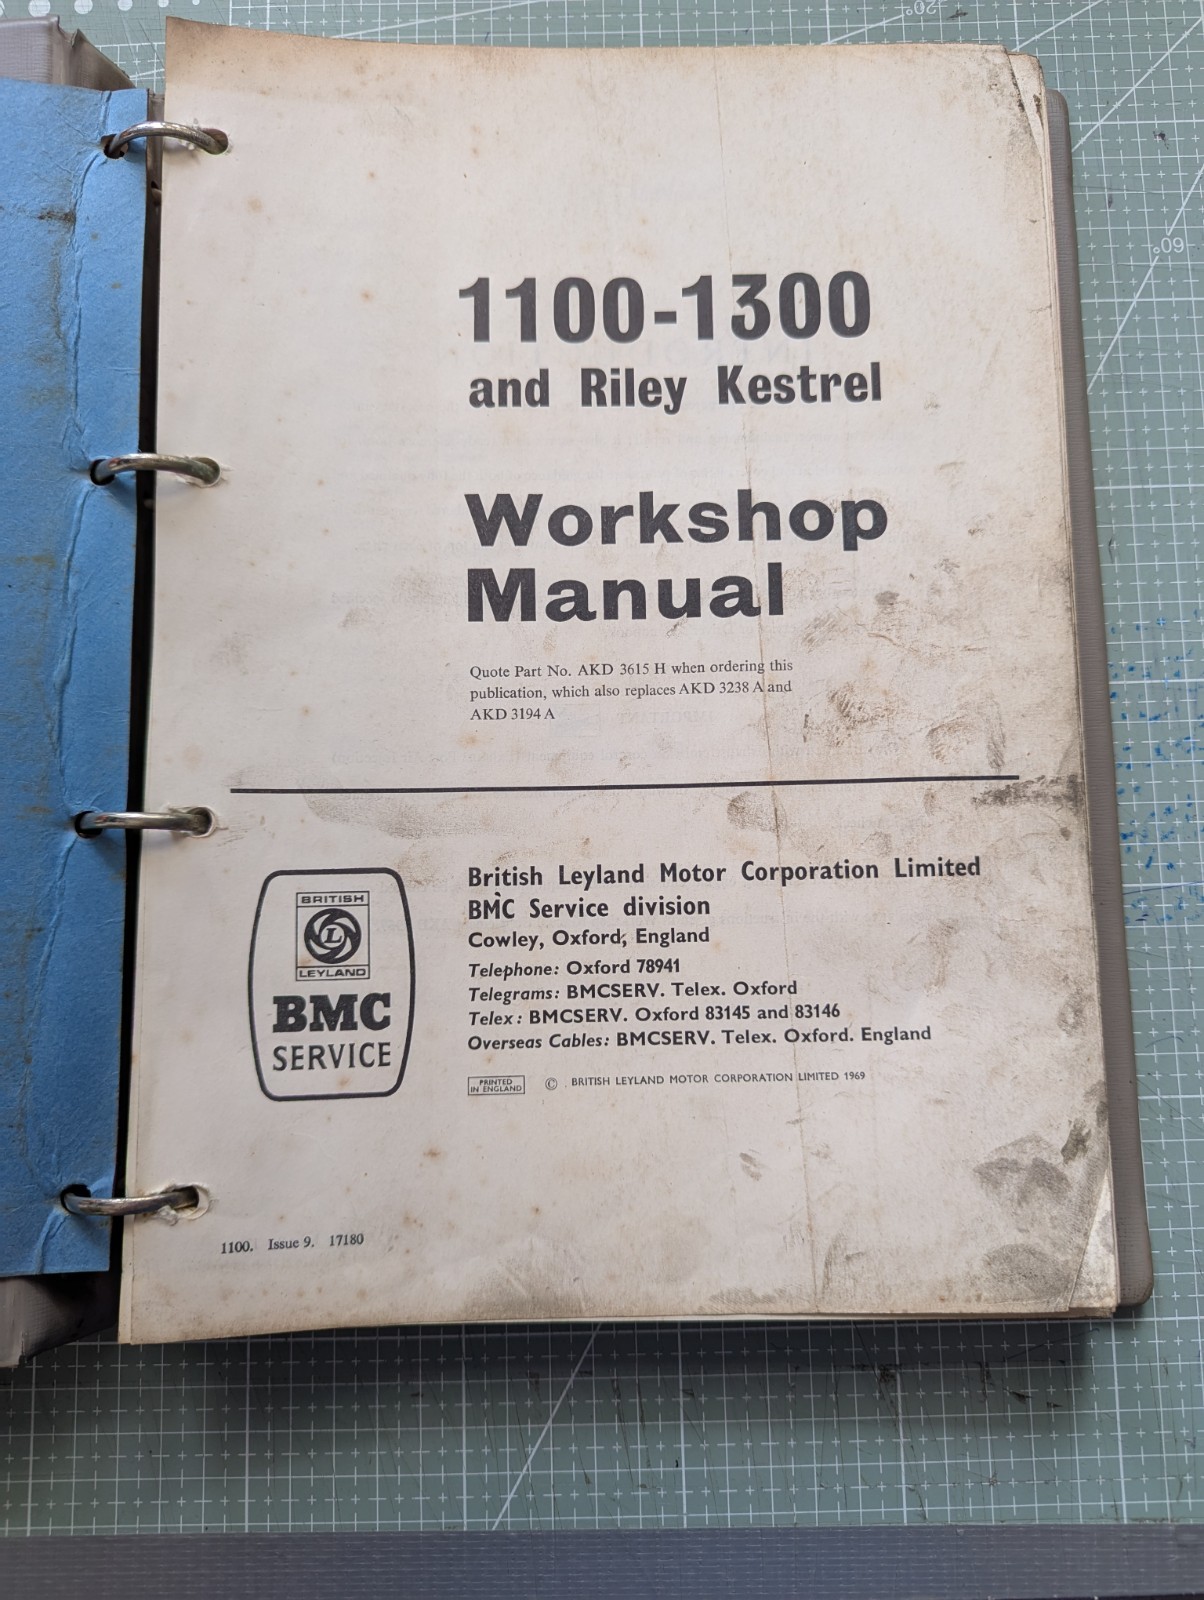 1100-1300
and Riley Kestrel
Workshop
Manual
Quote Part No. AKD 3615 H when ordering this
publication, which also replaces AKD 3238 A and
AKD 3194 A
BRITISH
L
LEYLAND
BMC
SERVICE
British Leyland Motor Corporation Limited
BMC Service division
Cowley, Oxford, England
Telephone: Oxford 78941
Telegrams: BMCSERV. Telex. Oxford
Telex: BMCSERV. Oxford 83145 and 83146
Overseas Cables: BMCSERV. Telex. Oxford. England
PRINTED
IN ENGLAND
© BRITISH LEYLAND MOTOR CORPORATION LIMITED 1969
1100. Issue 9. 17180
20°
60°